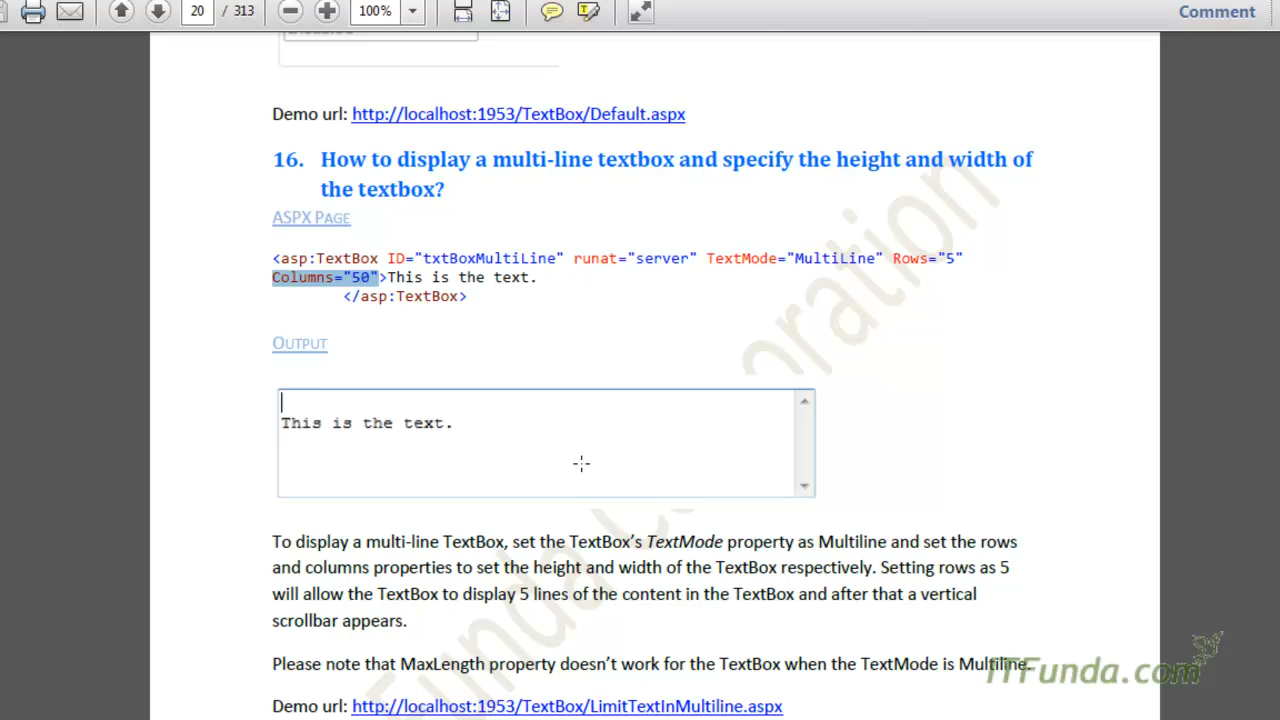 20 / 313
100%
Comment
Demo url: http://localhost:1953/TextBox/Default.aspx
16. How to display a multi-line textbox and specify the height and width of
the textbox?
ASPX PAGE
<asp:TextBox ID="txtBoxMultiLine" runat="server" TextMode="MultiLine" Rows="5"
Columns="50">This is the text.
</asp:TextBox>
OUTPUT
This is the text.
To display a multi-line TextBox, set the TextBox's TextMode property as Multiline and set the rows
and columns properties to set the height and width of the TextBox respectively. Setting rows as 5
will allow the TextBox to display 5 lines of the content in the TextBox and after that a vertical
scrollbar appears.
Please note that MaxLength property doesn't work for the TextBox when the TextMode is Multiline.
ITFunda.com
Demo url: http://localhost:1953/TextBox/LimitTextInMultiline.aspx